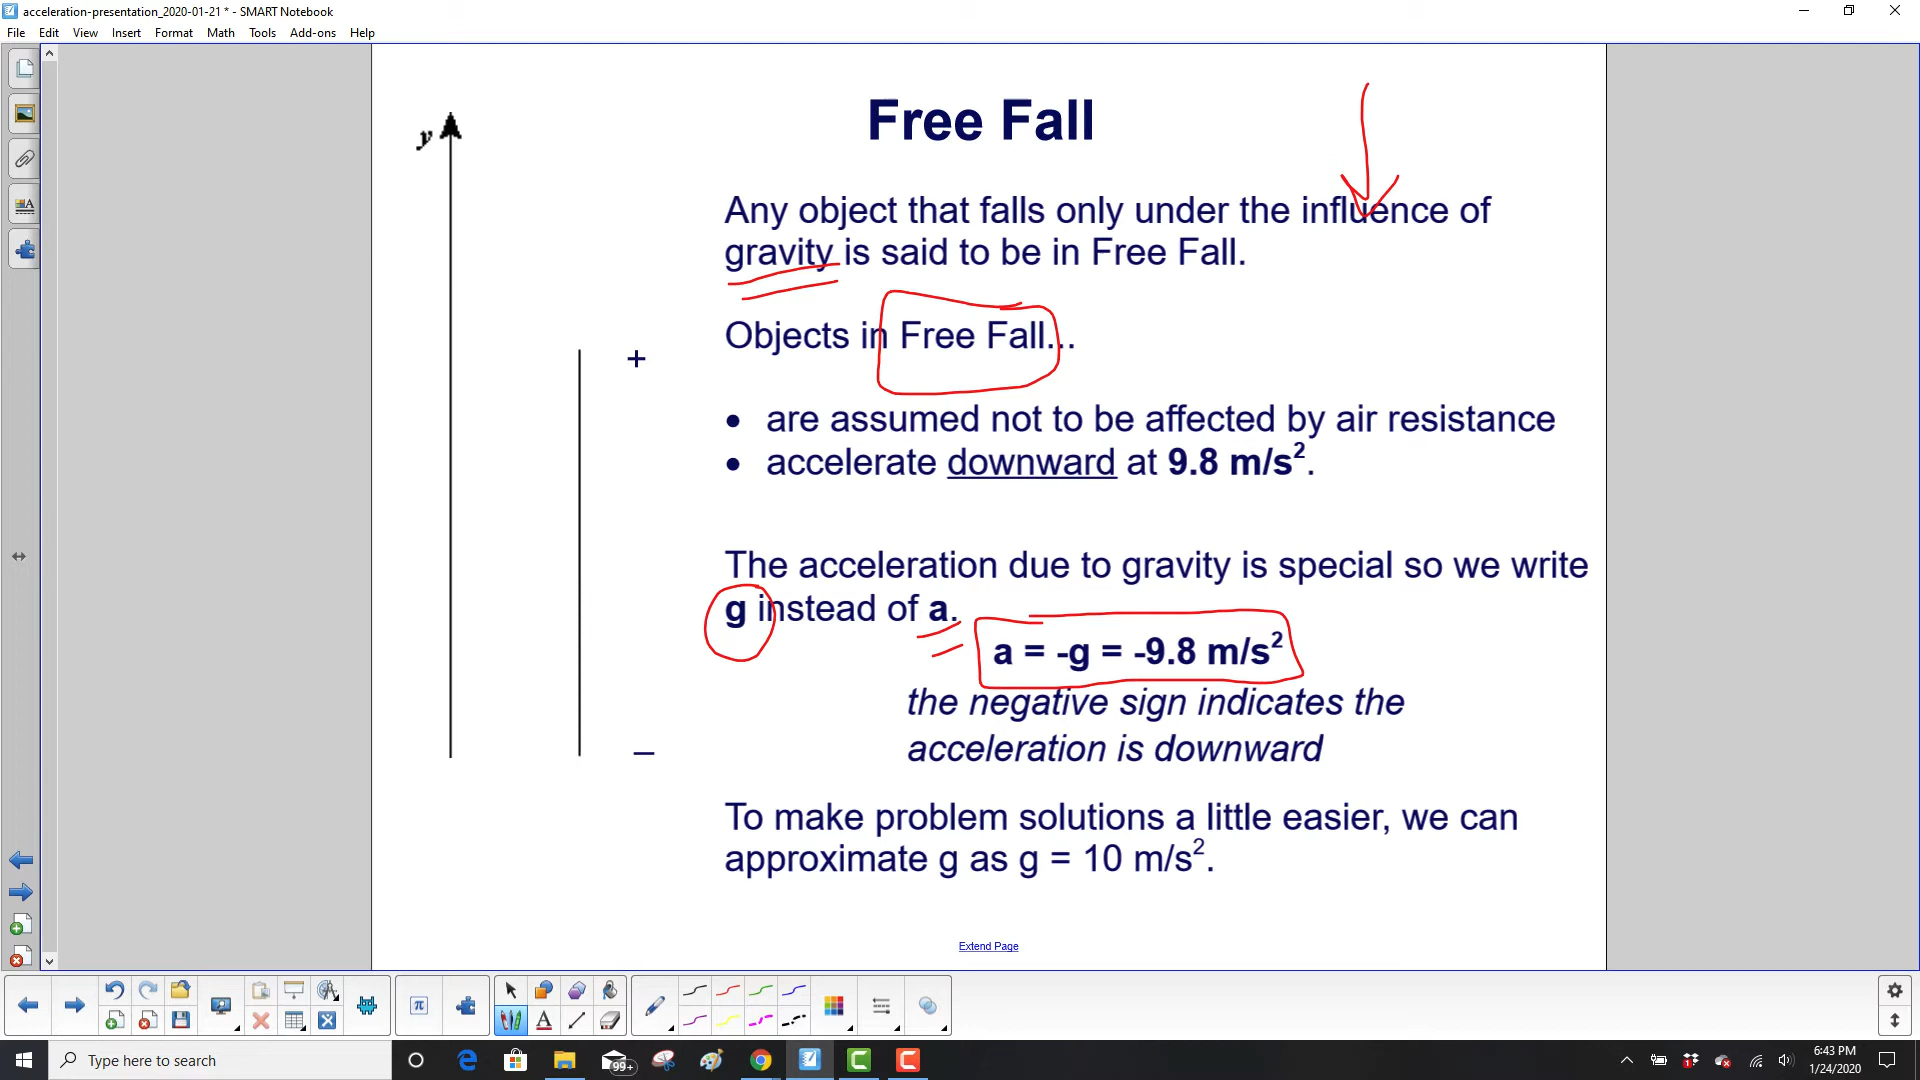 acceleration-presentation_2020-01-21 * - SMART Notebook
File Edit View Insert Format Math Tools Add-ons Help
Free Fall
y
Any object that falls only under the influence of
gravity is said to be in Free Fall.
Objects in Free Fall...
+
• are assumed not to be affected by air resistance
• accelerate downward at 9.8 m/s².
The acceleration due to gravity is special so we write
g instead of a.
a = -g = -9.8 m/s²
the negative sign indicates the
acceleration is downward
–
To make problem solutions a little easier, we can
approximate g as g = 10 m/s².
Extend Page
π
A
Type here to search
99+
6:43 PM
1/24/2020